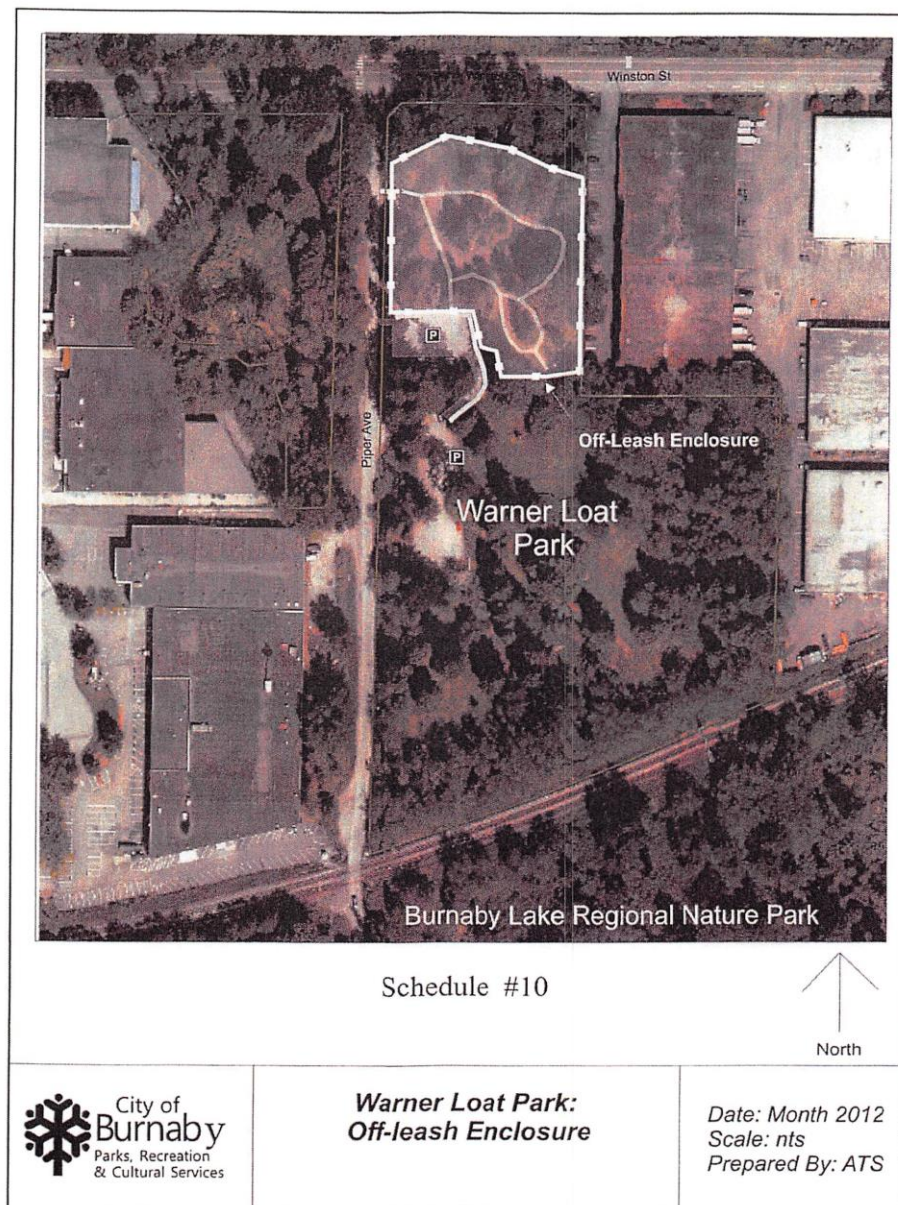 Winston St
P
Piper Ave
P
Off-Leash Enclosure
Warner Loat
Park
Burnaby Lake Regional Nature Park
Schedule #10
North
City of
Burnaby
Parks, Recreation
& Cultural Services
Warner Loat Park:
Off-leash Enclosure
Date: Month 2012
Scale: nts
Prepared By: ATS